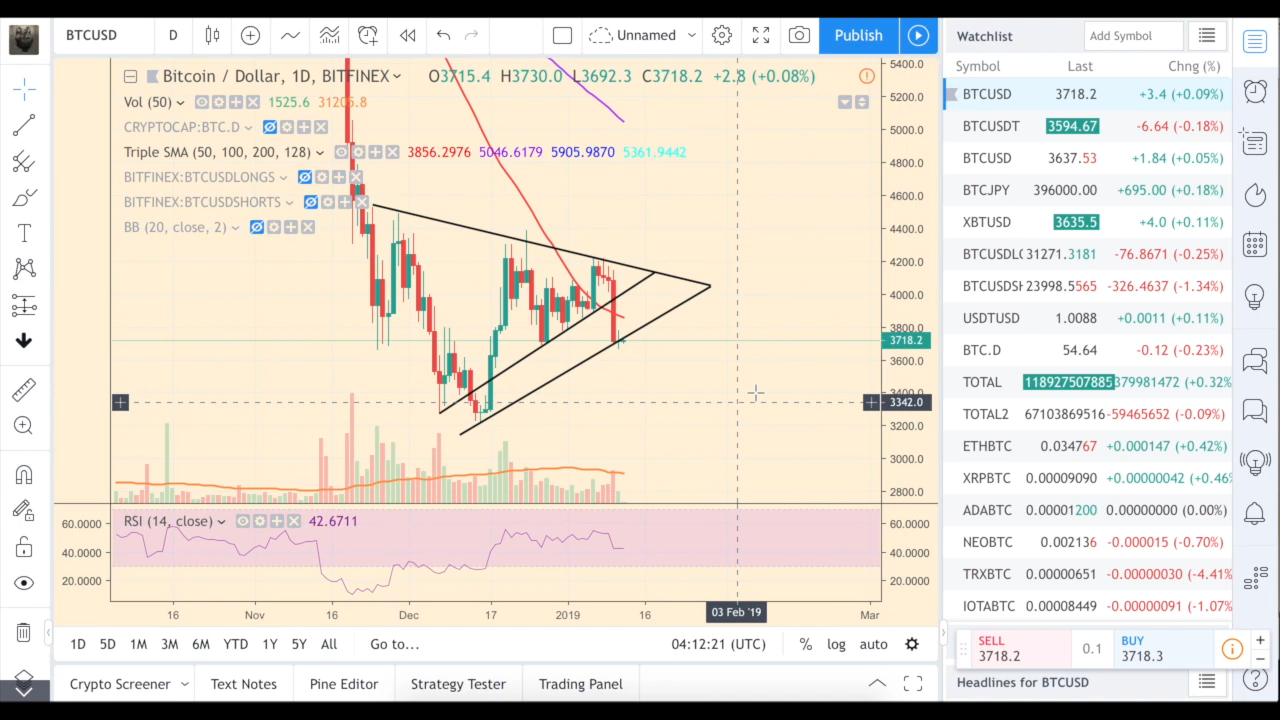 BTCUSD D Unnamed Publish
Bitcoin / Dollar, 1D, BITFINEX O3715.4 H3730.0 L3692.3 C3718.2 +2.8 (+0.08%)
Vol (50) 1525.6 31205.8
CRYPTOCAP:BTC.D
Triple SMA (50, 100, 200, 128) 3856.2976 5046.6179 5905.9870 5361.9442
BITFINEX:BTCUSDLONGS
BITFINEX:BTCUSDSHORTS
BB (20, close, 2)
5400.0
5200.0
5000.0
4800.0
4600.0
4400.0
4200.0
4000.0
3800.0
3718.2
3600.0
3400.0
3342.0
3200.0
3000.0
2800.0
RSI (14, close) 42.6711
60.0000 60.0000
40.0000 40.0000
20.0000 20.0000
16 Nov 16 Dec 17 2019 16 03 Feb '19 Mar
1D 5D 1M 3M 6M YTD 1Y 5Y All Go to... 04:12:21 (UTC) % log auto
Crypto Screener Text Notes Pine Editor Strategy Tester Trading Panel
Watchlist Add Symbol
Symbol Last Chng (%)
BTCUSD 3718.2 +3.4 (+0.09%)
BTCUSDT 3594.67 -6.64 (-0.18%)
BTCUSD 3637.53 +1.84 (+0.05%)
BTCJPY 396000.00 +695.00 (+0.18%)
XBTUSD 3635.5 +4.0 (+0.11%)
BTCUSDL 31271.3181 -76.8671 (-0.25%)
BTCUSDS 23998.5565 -326.4637 (-1.34%)
USDTUSD 1.0088 +0.0011 (+0.11%)
BTC.D 54.64 -0.12 (-0.23%)
TOTAL 118927507885 379981472 (+0.32%
TOTAL2 67103869516 -59465652 (-0.09%)
ETHBTC 0.034767 +0.000147 (+0.42%)
XRPBTC 0.00009090 +0.00000042 (+0.46%
ADABTC 0.00001200 0.00000000 (0.00%)
NEOBTC 0.002136 -0.000015 (-0.70%)
TRXBTC 0.00000651 -0.00000030 (-4.41%
IOTABTC 0.00008449 -0.00000091 (-1.07%
SELL 0.1 BUY
3718.2 3718.3
Headlines for BTCUSD